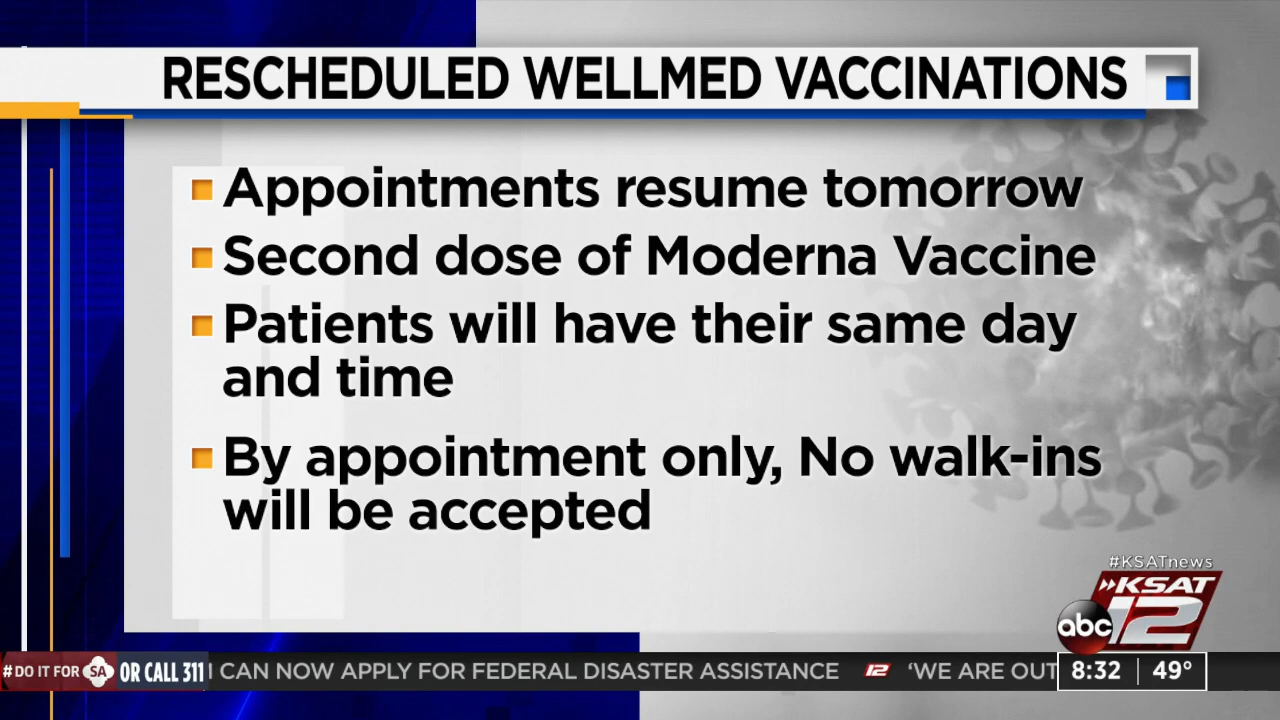 RESCHEDULED WELLMED VACCINATIONS
Appointments resume tomorrow
Second dose of Moderna Vaccine
Patients will have their same day
and time
By appointment only, No walk-ins
will be accepted
#KSATnews
KSAT
abc 12
#DO IT FOR SA OR CALL 311 CAN NOW APPLY FOR FEDERAL DISASTER ASSISTANCE 12 ‘WE ARE OUT 8:32 49°